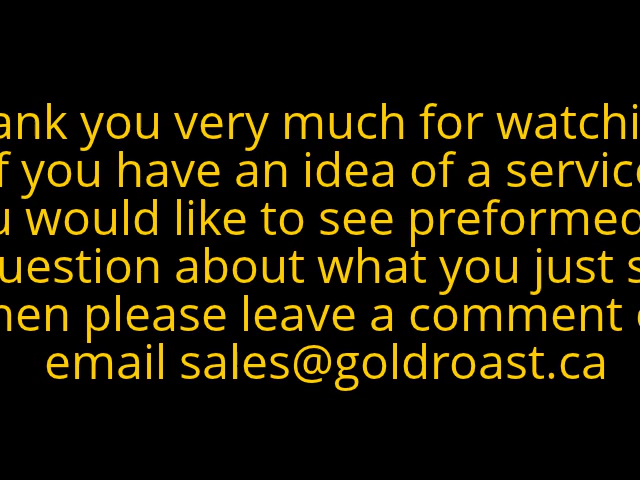 ank you very much for watchi
f you have an idea of a service
u would like to see preformed
uestion about what you just s
hen please leave a comment
email sales@goldroast.ca